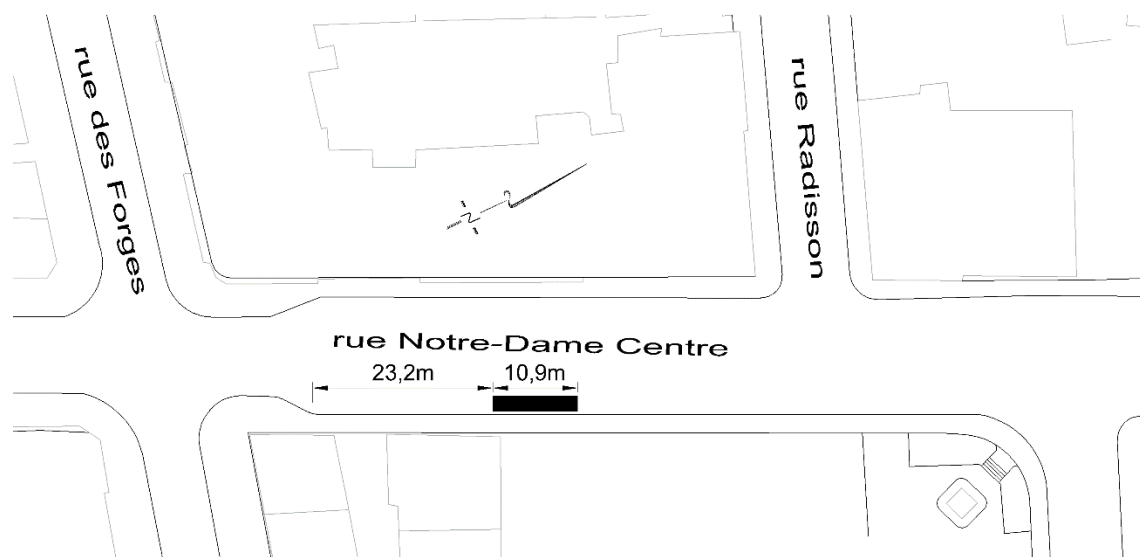 rue des Forges
rue Radisson
N
rue Notre-Dame Centre
23,2m
10,9m